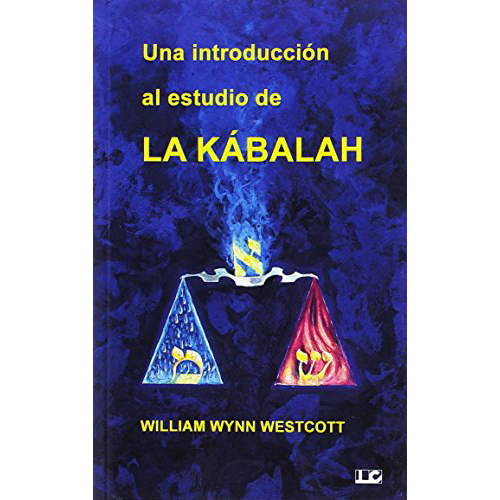 Una introducción
al estudio de
LA KÁBALAH
א
מ
ש
WILLIAM WYNN WESTCOTT